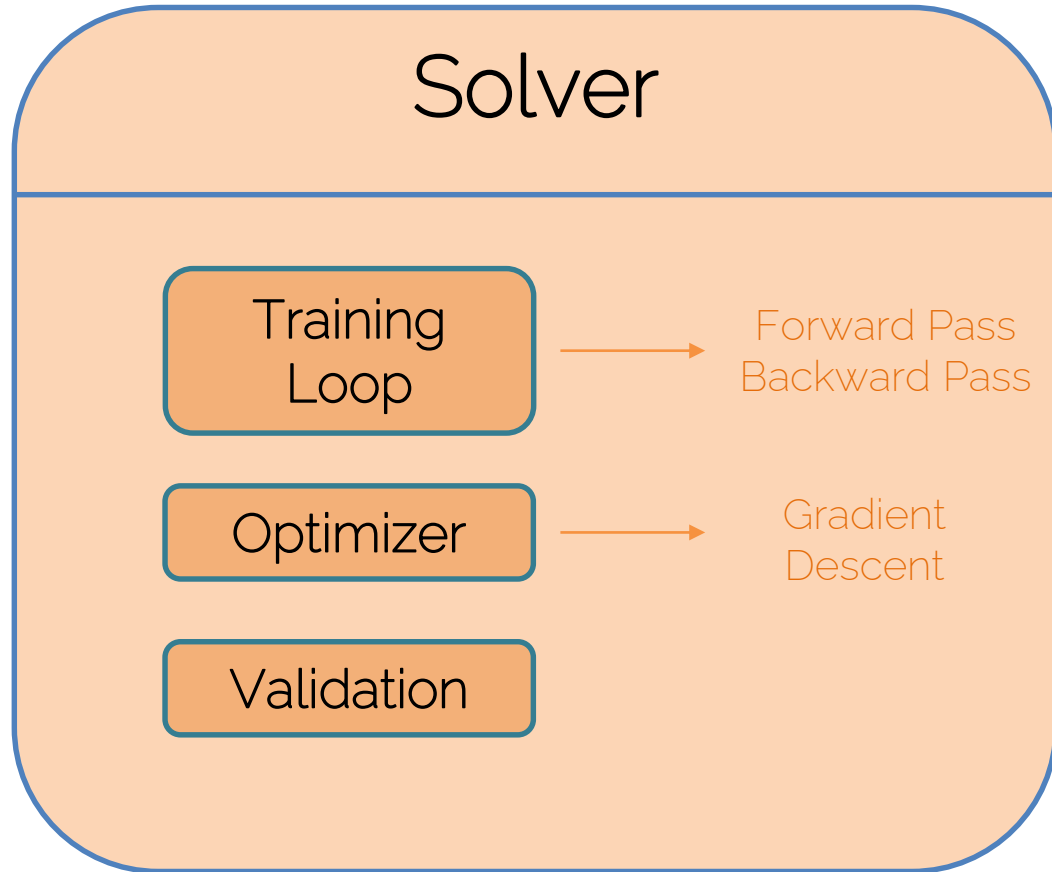 Solver
Training
Loop
Forward Pass
Backward Pass
Optimizer
Gradient
Descent
Validation